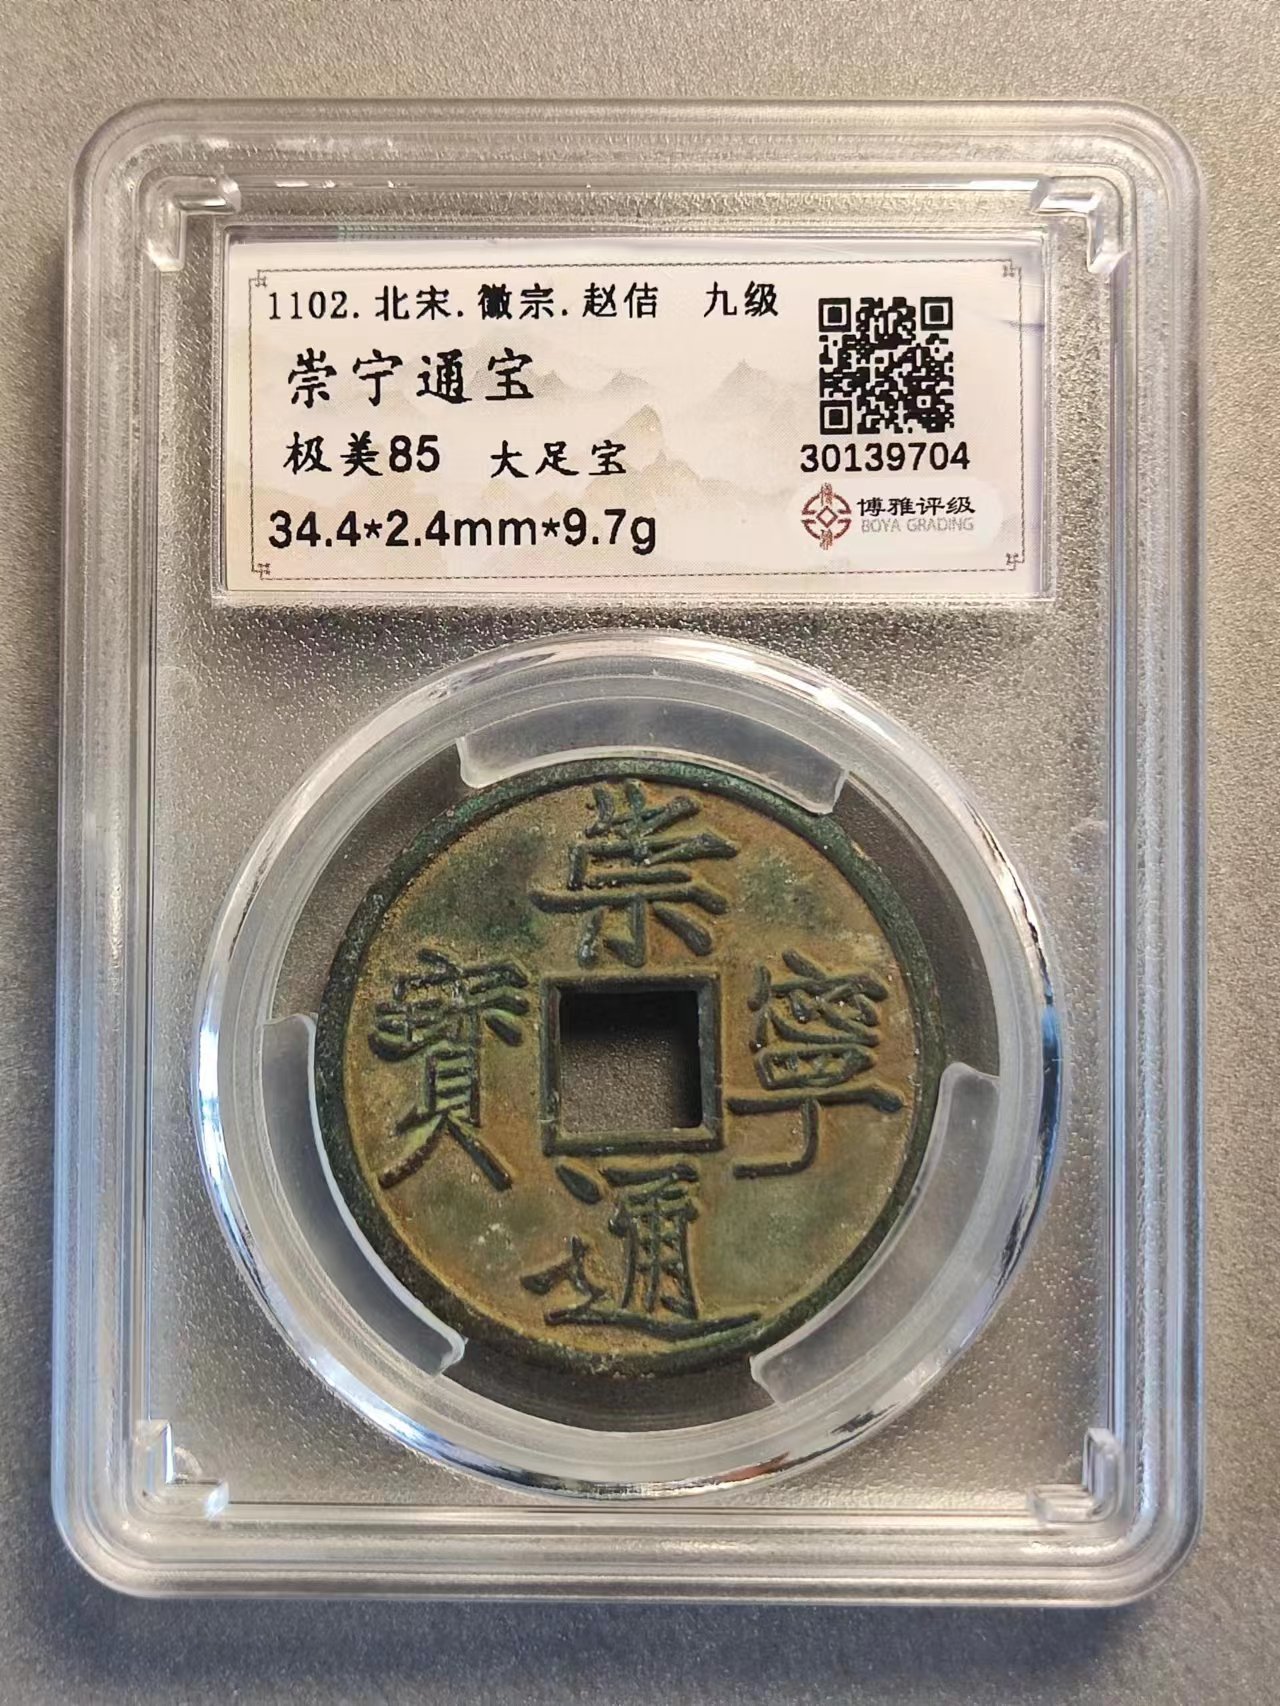 1102.北宋.徽宗.赵佶 九级
崇宁通宝
极美85 大足宝
34.4*2.4mm*9.7g
30139704
博雅评级
BOYA GRADING
崇
寧
通
寶